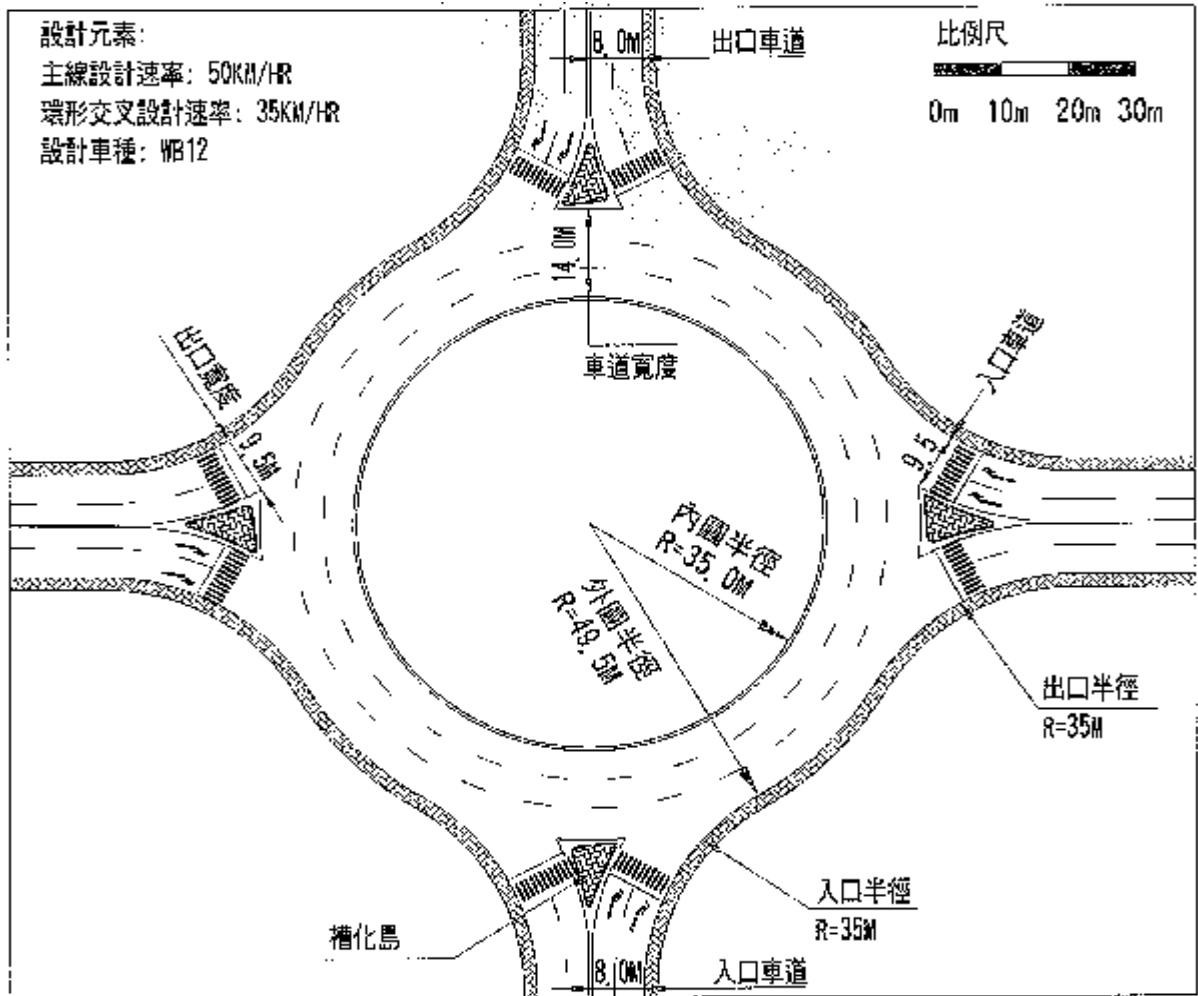 設計元素:
主線設計速率: 50KM/HR
環形交叉設計速率: 35KM/HR
設計車種: WB12
8.0M
出口車道
比例尺
0m 10m 20m 30m
14.0M
車道寬度
出口寬度
9.5M
入口車道
9.5
內圓半徑
R=35.0M
外圓半徑
R=49.5M
出口半徑
R=35M
入口半徑
R=35M
槽化島
8.0M
入口車道